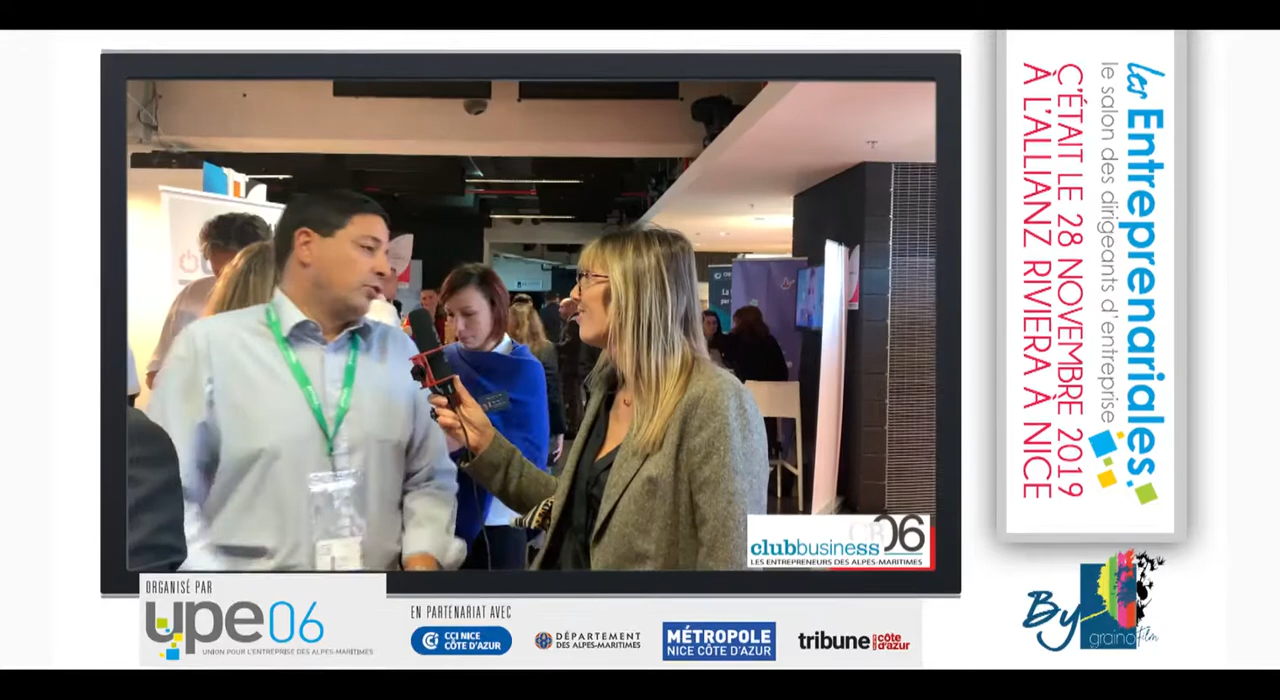 les Entreprenariales.
le salon des dirigeants d'entreprise
C'ÉTAIT LE 28 NOVEMBRE 2019
À L'ALLIANZ RIVIERA À NICE
clubbusiness 06
LES ENTREPRENEURS DES ALPES-MARITIMES
ORGANISÉ PAR
upe06
UNION POUR L'ENTREPRISE DES ALPES-MARITIMES
EN PARTENARIAT AVEC
CCI NICE
CÔTE D'AZUR
DÉPARTEMENT
DES ALPES-MARITIMES
MÉTROPOLE
NICE CÔTE D'AZUR
tribune côte
d'azur
By
grainofilm